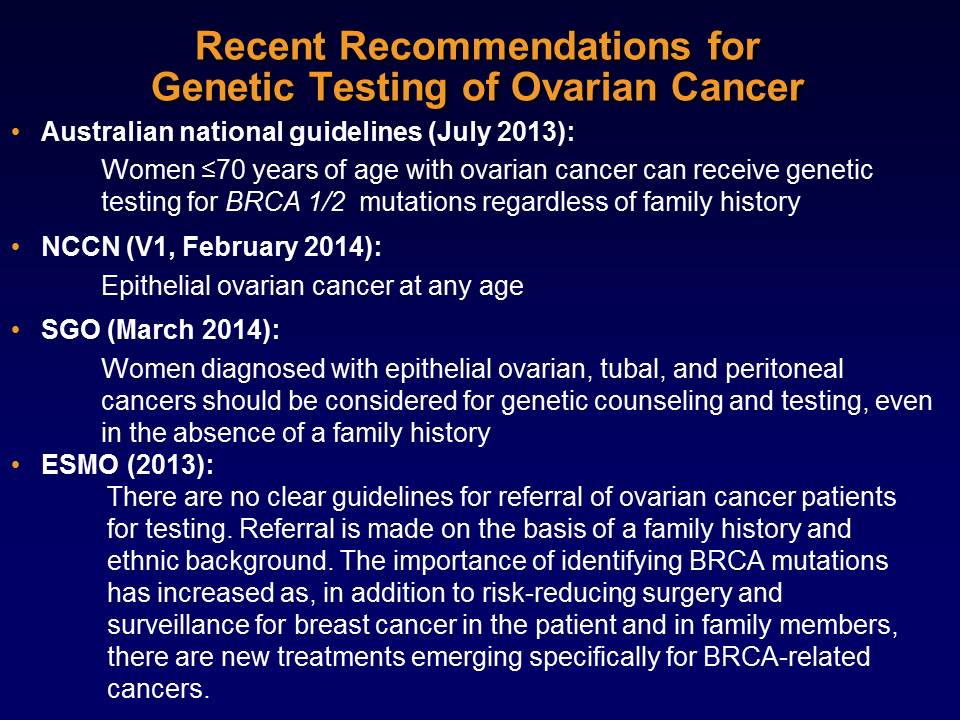 Recent Recommendations for
Genetic Testing of Ovarian Cancer
• Australian national guidelines (July 2013):
Women ≤70 years of age with ovarian cancer can receive genetic
testing for BRCA 1/2 mutations regardless of family history
• NCCN (V1, February 2014):
Epithelial ovarian cancer at any age
• SGO (March 2014):
Women diagnosed with epithelial ovarian, tubal, and peritoneal
cancers should be considered for genetic counseling and testing, even
in the absence of a family history
• ESMO (2013):
There are no clear guidelines for referral of ovarian cancer patients
for testing. Referral is made on the basis of a family history and
ethnic background. The importance of identifying BRCA mutations
has increased as, in addition to risk-reducing surgery and
surveillance for breast cancer in the patient and in family members,
there are new treatments emerging specifically for BRCA-related
cancers.